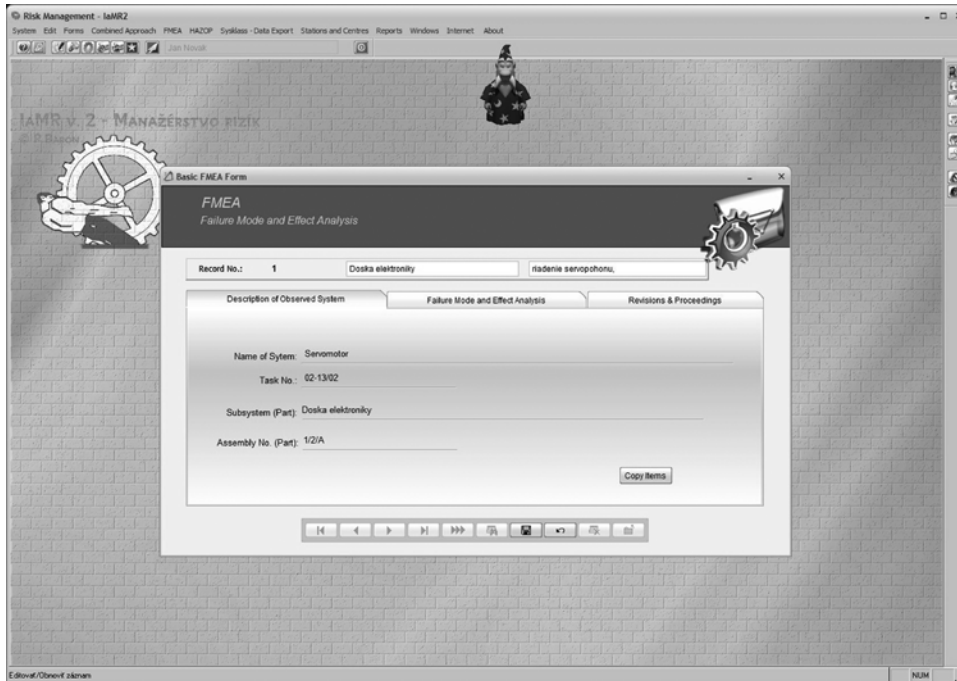 Risk Management - IaMR2
System Edit Forms Combined Approach FMEA HAZOP Sysklass - Data Export Stations and Centres Reports Windows Internet About
Jan Novak
IaMR v. 2 - Manažérstvo rizík
Basic FMEA Form
FMEA
Failure Mode and Effect Analysis
Record No.: 1 Doska elektroniky riadenie servopohonu,
Description of Observed System Failure Mode and Effect Analysis Revisions & Proceedings
Name of Sytem: Servomotor
Task No.: 02-13/02
Subsystem (Part): Doska elektroniky
Assembly No. (Part): 1/2/A
Copy Items
Editovať/Obnoviť záznam NUM